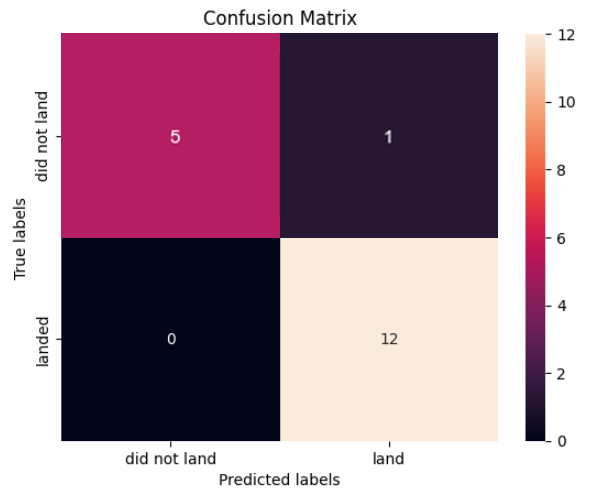 Confusion Matrix
True labels
did not land
5
1
landed
0
12
did not land
land
Predicted labels
12
10
8
6
4
2
0